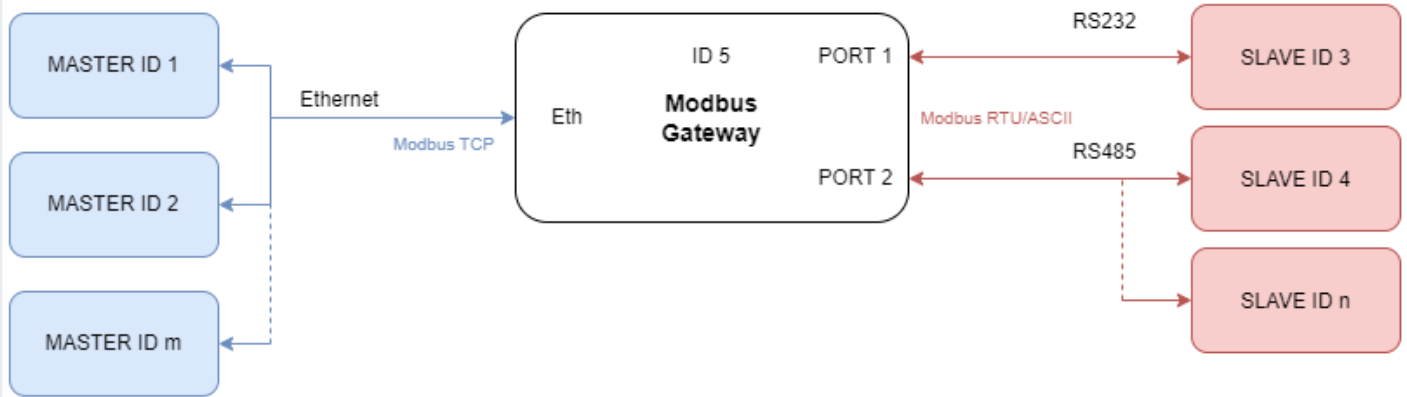 MASTER ID 1
MASTER ID 2
MASTER ID m
Ethernet
Modbus TCP
ID 5
Modbus
Gateway
Eth
PORT 1
PORT 2
RS232
Modbus RTU/ASCII
RS485
SLAVE ID 3
SLAVE ID 4
SLAVE ID n